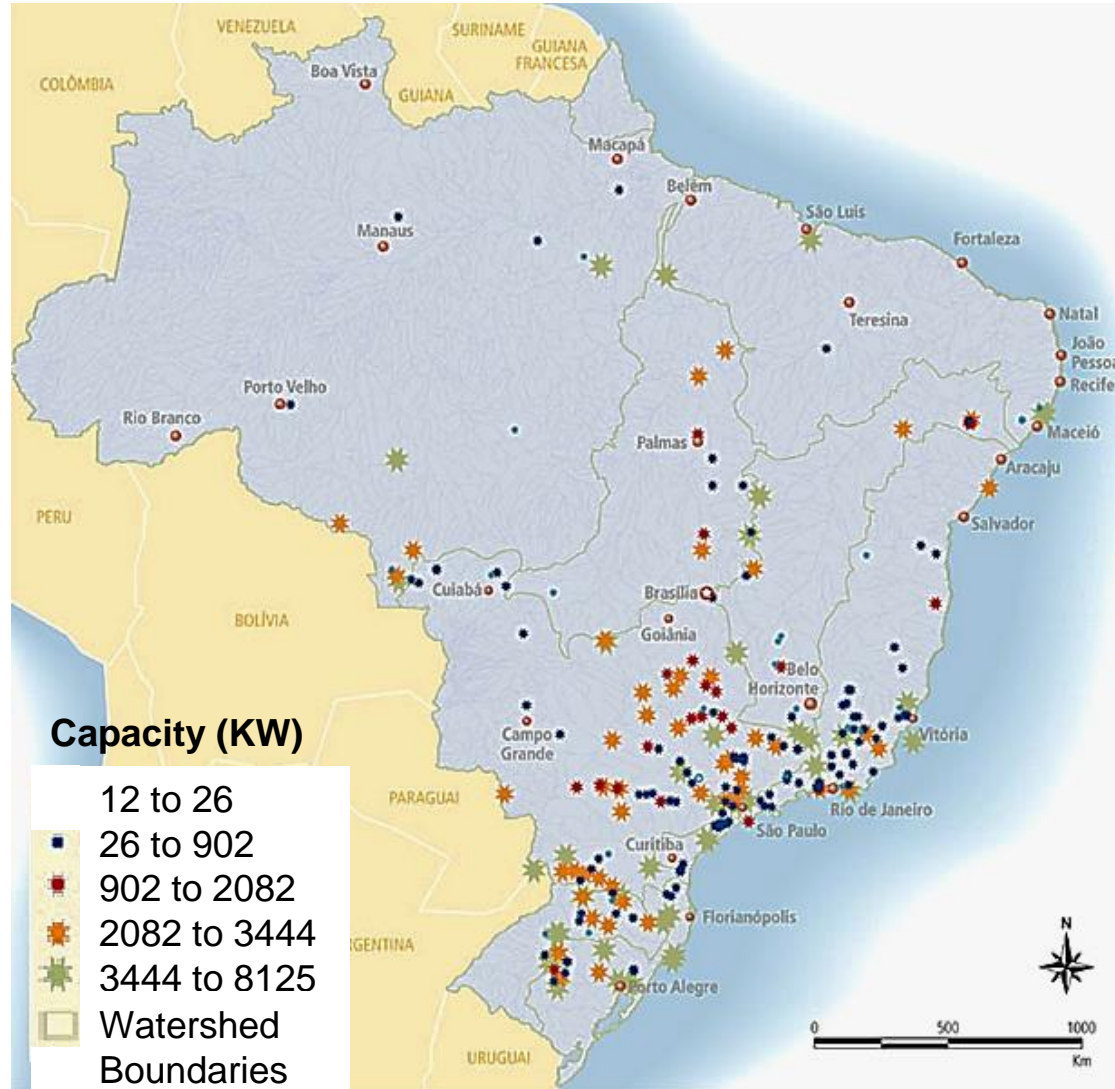 VENEZUELA
SURINAME
GUIANA
FRANCESA
COLÔMBIA
Boa Vista
GUIANA
Macapá
Belém
São Luis
Manaus
Fortaleza
Teresina
Natal
João
Pessoa
Recife
Porto Velho
Rio Branco
Palmas
Maceió
Aracaju
PERU
Salvador
Cuiabá
Brasília
Goiânia
BOLÍVIA
Belo
Horizonte
Campo
Grande
Vitória
PARAGUAI
Rio de Janeiro
São Paulo
Curitiba
Florianópolis
RGENTINA
Porto Alegre
URUGUAI
Capacity (KW)
12 to 26
26 to 902
902 to 2082
2082 to 3444
3444 to 8125
Watershed
Boundaries
N
0 500 1000
Km